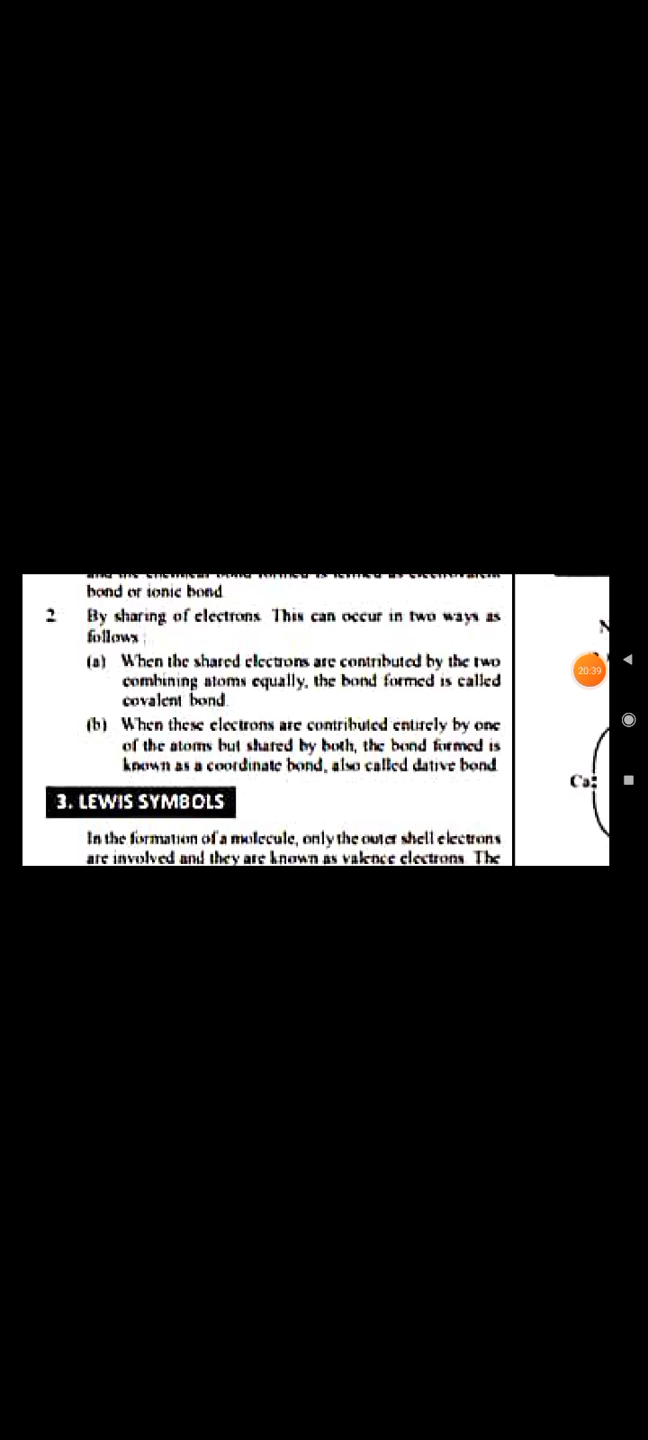 bond or ionic bond
2 By sharing of electrons. This can occur in two ways as
follows :
(a) When the shared electrons are contributed by the two
combining atoms equally, the bond formed is called
covalent bond.
(b) When these electrons are contributed entirely by one
of the atoms but shared by both, the bond formed is
known as a coordinate bond, also called dative bond
3. LEWIS SYMBOLS
In the formation of a molecule, only the outer shell electrons
are involved and they are known as valence electrons. The
N
20:39
Ca: